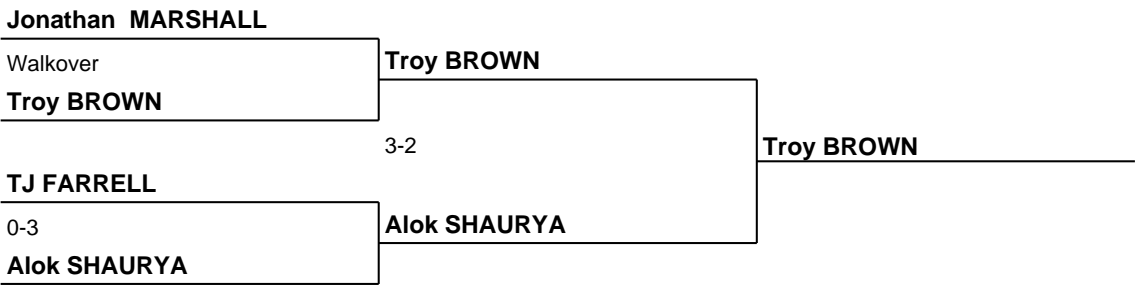 Jonathan  MARSHALL
Walkover
Troy BROWN
Troy BROWN
3-2
Troy BROWN
TJ FARRELL
0-3
Alok SHAURYA
Alok SHAURYA